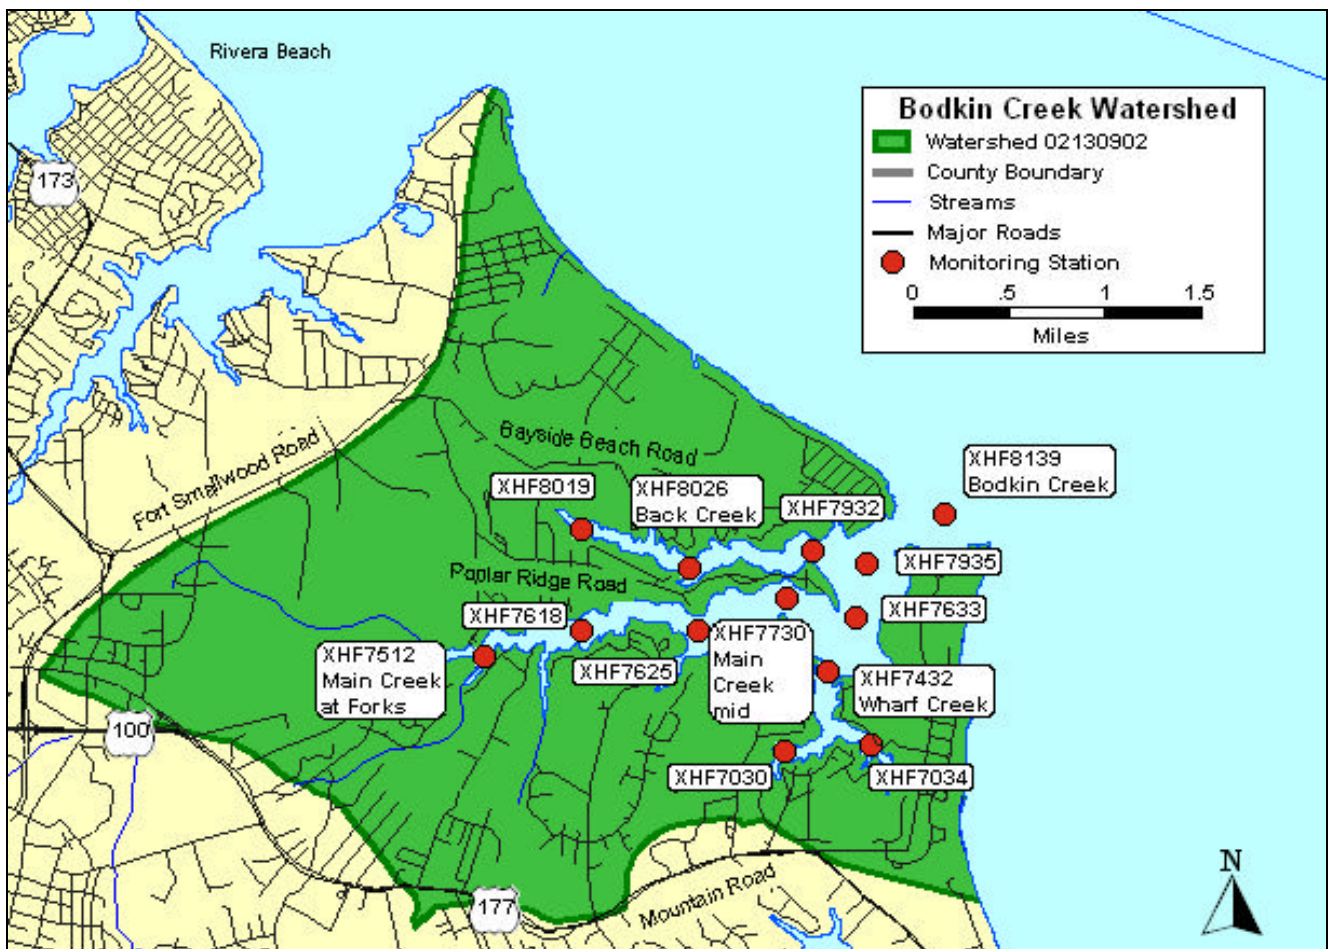 Rivera Beach
Bodkin Creek Watershed
Watershed 02130902
County Boundary
Streams
Major Roads
Monitoring Station
0 .5 1 1.5
Miles
173
Fort Smallwood Road
Bayside Beach Road
XHF8139
Bodkin Creek
XHF8019
XHF8026
Back Creek
XHF7932
XHF7935
Poplar Ridge Road
XHF7633
XHF7618
XHF7512
Main Creek
at Forks
XHF7625
XHF7730
Main
Creek
mid
XHF7432
Wharf Creek
100
XHF7030
XHF7034
177
Mountain Road
N